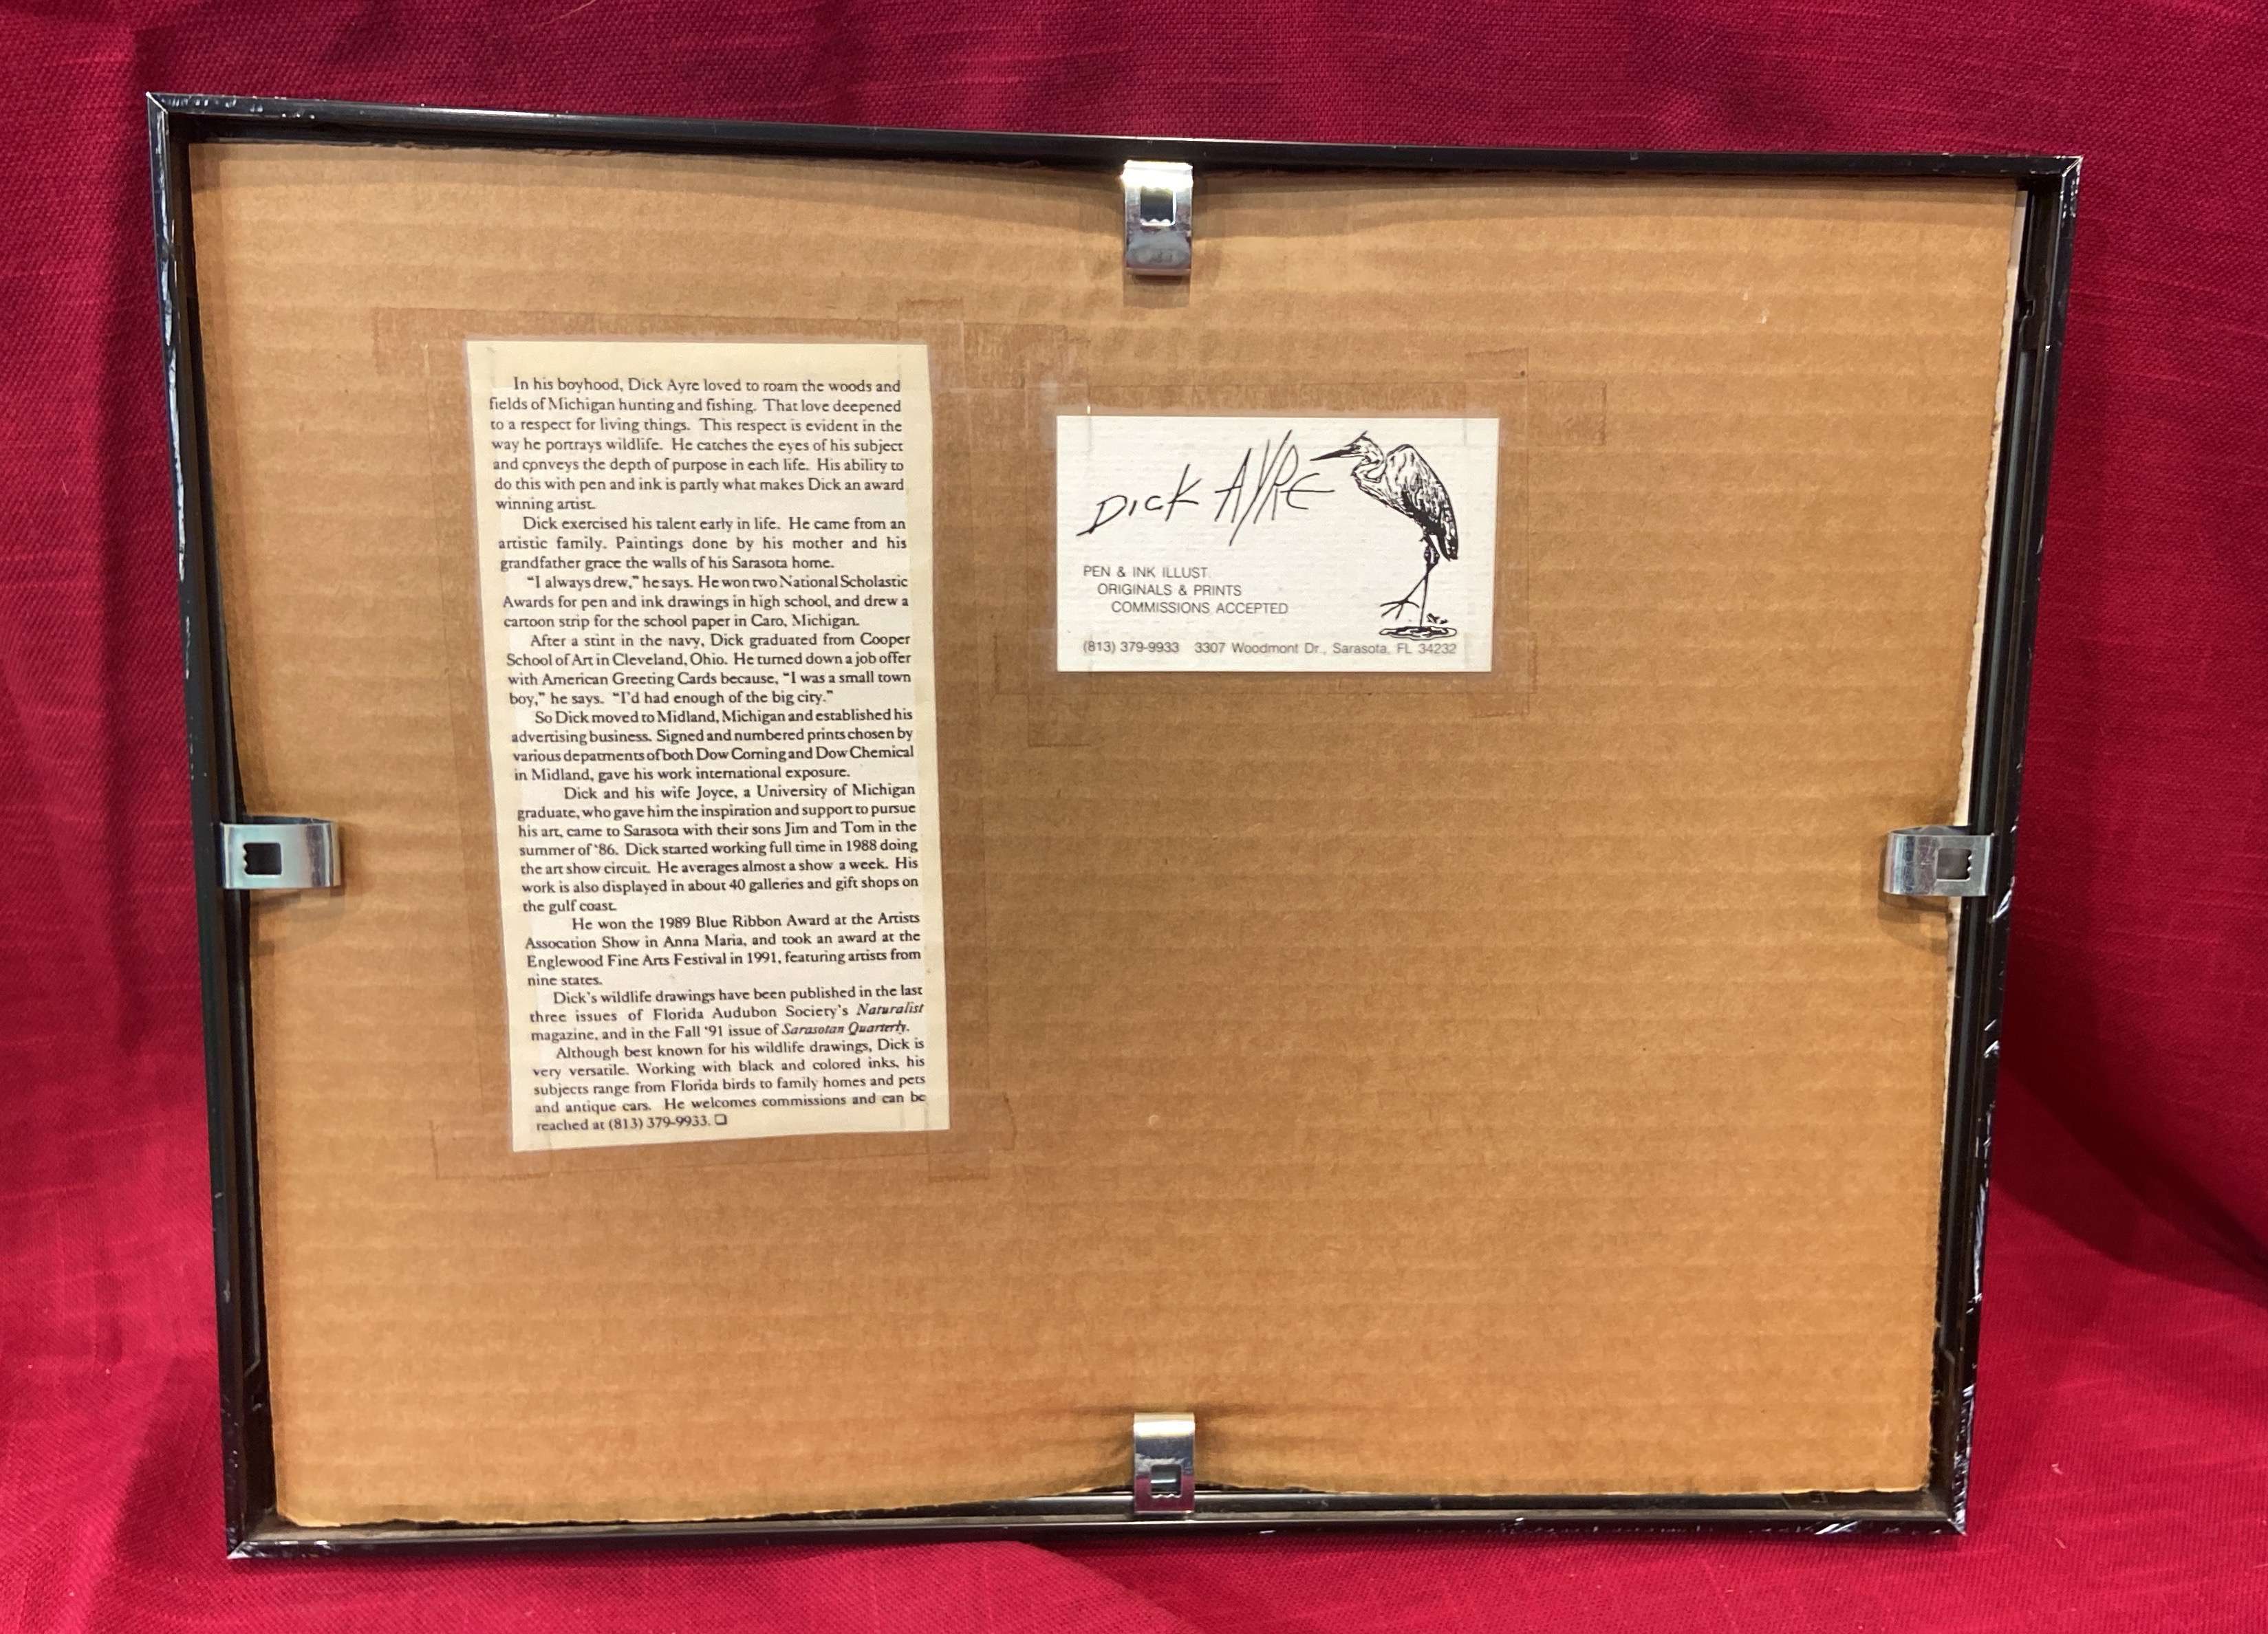 In his boyhood, Dick Ayre loved to roam the woods and
fields of Michigan hunting and fishing. That love deepened
to a respect for living things. This respect is evident in the
way he portrays wildlife. He catches the eyes of his subject
and conveys the depth of purpose in each life. His ability to
do this with pen and ink is partly what makes Dick an award
winning artist.
Dick exercised his talent early in life. He came from an
artistic family. Paintings done by his mother and his
grandfather grace the walls of his Sarasota home.
“I always drew,” he says. He won two National Scholastic
Awards for pen and ink drawings in high school, and drew a
cartoon strip for the school paper in Caro, Michigan.
After a stint in the navy, Dick graduated from Cooper
School of Art in Cleveland, Ohio. He turned down a job offer
with American Greeting Cards because, “I was a small town
boy,” he says. “I'd had enough of the big city.”
So Dick moved to Midland, Michigan and established his
advertising business. Signed and numbered prints chosen by
various depatments of both Dow Corning and Dow Chemical
in Midland, gave his work international exposure.
Dick and his wife Joyce, a University of Michigan
graduate, who gave him the inspiration and support to pursue
his art, came to Sarasota with their sons Jim and Tom in the
summer of ‘86. Dick started working full time in 1988 doing
the art show circuit. He averages almost a show a week. His
work is also displayed in about 40 galleries and gift shops on
the gulf coast.
He won the 1989 Blue Ribbon Award at the Artists
Assocation Show in Anna Maria, and took an award at the
Englewood Fine Arts Festival in 1991, featuring artists from
nine states.
Dick's wildlife drawings have been published in the last
three issues of Florida Audubon Society's Naturalist
magazine, and in the Fall ‘91 issue of Sarasotan Quarterly.
Although best known for his wildlife drawings, Dick is
very versatile. Working with black and colored inks, his
subjects range from Florida birds to family homes and pets
and antique cars. He welcomes commissions and can be
reached at (813) 379-9933. ❏
DICK AYRE
PEN & INK ILLUST.
ORIGINALS & PRINTS
COMMISSIONS ACCEPTED
(813) 379-9933 3307 Woodmont Dr., Sarasota, FL 34232